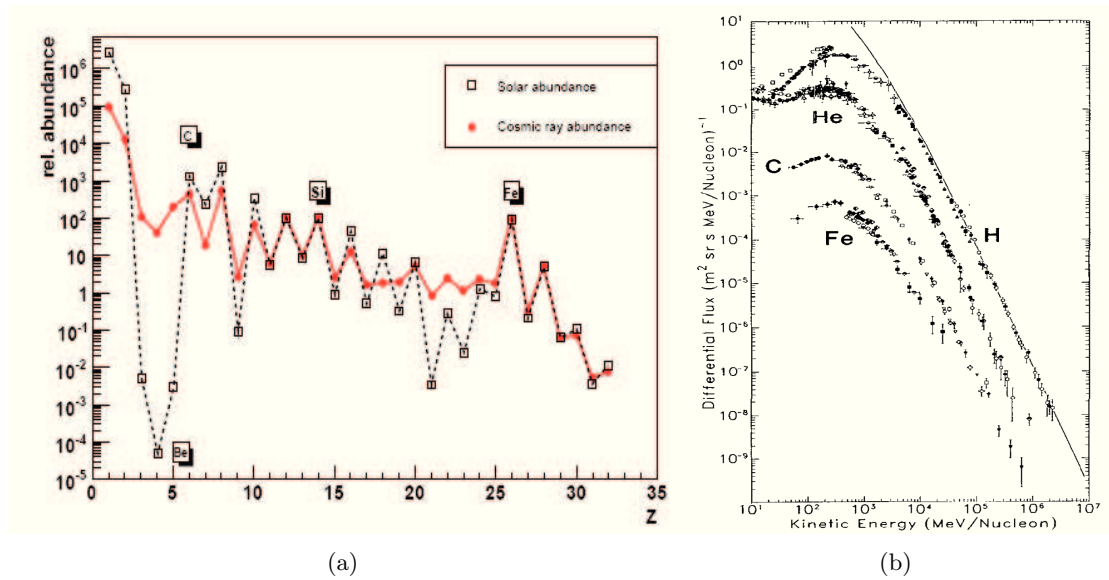 rel. abundance
10^6
10^5
10^4
10^3
10^2
10
1
10^-1
10^-2
10^-3
10^-4
10^-5
C
Si
Fe
Be
Solar abundance
Cosmic ray abundance
0 5 10 15 20 25 30 35
Z
(a)
Differential Flux (m^2 sr s MeV/Nucleon)^-1
10^1
10^0
10^-1
10^-2
10^-3
10^-4
10^-5
10^-6
10^-7
10^-8
10^-9
He
C
Fe
H
10^1 10^2 10^3 10^4 10^5 10^6 10^7
Kinetic Energy (MeV/Nucleon)
(b)